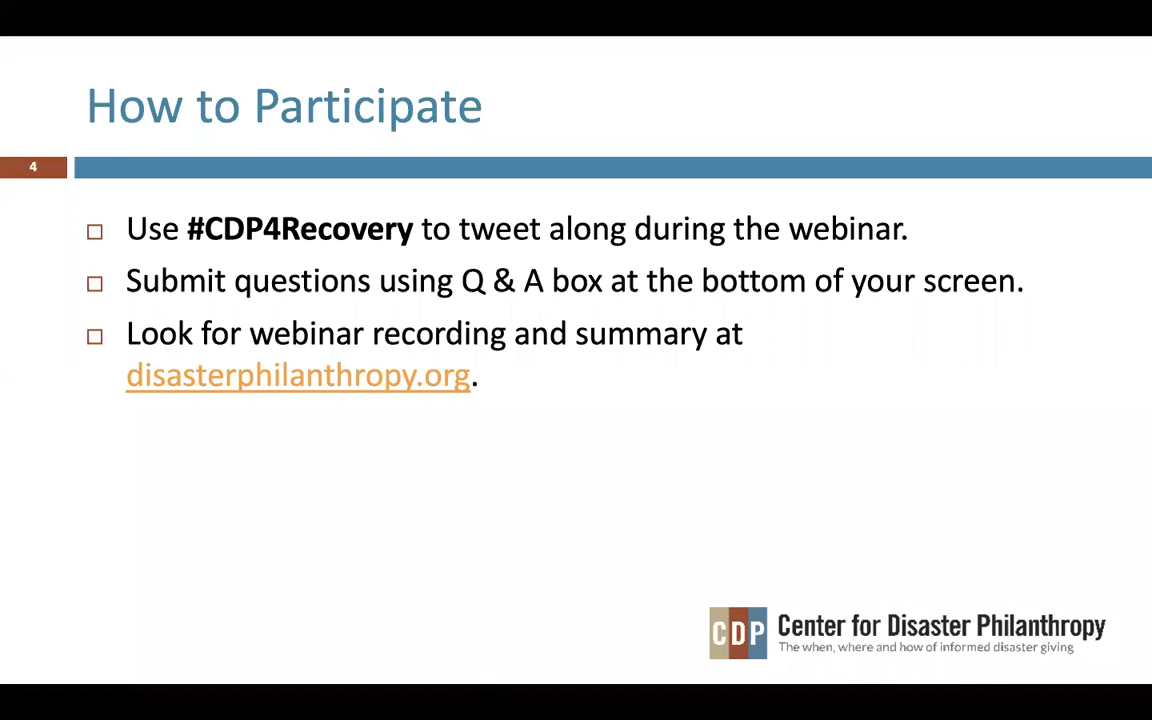 How to Participate
4
Use #CDP4Recovery to tweet along during the webinar.
Submit questions using Q & A box at the bottom of your screen.
Look for webinar recording and summary at
disasterphilanthropy.org.
CDP
Center for Disaster Philanthropy
The when, where and how of informed disaster giving